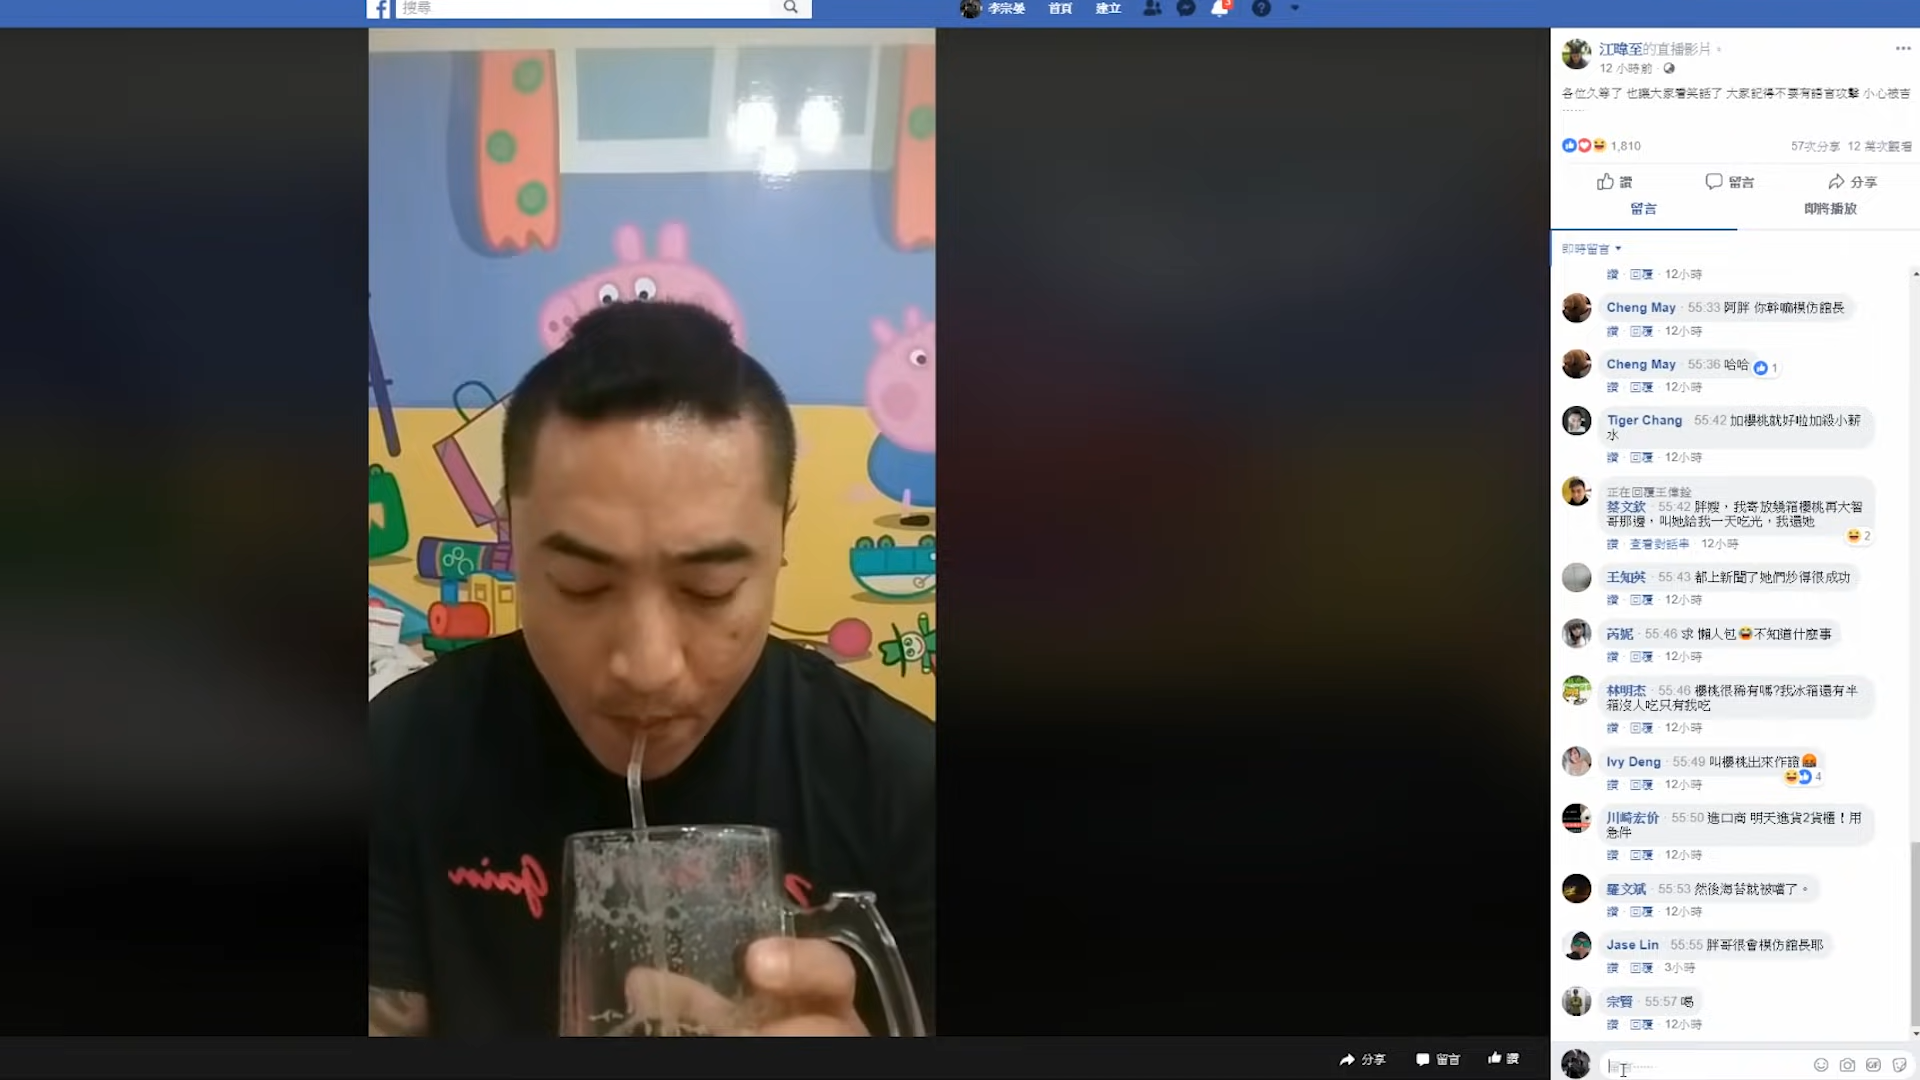 搜尋
李宗晏 首頁 建立
3
江暐至的直播影片。
12 小時前
各位久等了 也讓大家看笑話了 大家記得不要有語言攻擊 小心被吉
......
1,810
57次分享 12 萬次觀看
讚 留言 分享
留言 即將播放
即時留言
讚 · 回覆 · 12小時
Cheng May · 55:33 阿胖 你幹嘛模仿館長
讚 · 回覆 · 12小時
Cheng May · 55:36 哈哈 1
讚 · 回覆 · 12小時
Tiger Chang 55:42 加櫻桃就好啦加殺小薪
水
讚 · 回覆 · 12小時
正在回覆王偉銓
蔡文欽 · 55:42 胖嫂，我寄放幾箱櫻桃再大智
哥那邊，叫她給我一天吃光，我還她
2
讚 · 查看對話串 · 12小時
王知英 · 55:43 都上新聞了她們炒得很成功
讚 · 回覆 · 12小時
芮妮 · 55:46 求 懶人包😂不知道什麼事
讚 · 回覆 · 12小時
林明杰 · 55:46 櫻桃很稀有嗎?我冰箱還有半
箱沒人吃只有我吃
讚 · 回覆 · 12小時
Ivy Deng · 55:49 叫櫻桃出來作證🤬
4
讚 · 回覆 · 12小時
川崎宏价 · 55:50 進口商 明天進貨2貨櫃！用
急件
讚 · 回覆 · 12小時
羅文斌 · 55:53 然後海苔就被噹了。
讚 · 回覆 · 12小時
Jase Lin · 55:55 胖哥很會模仿館長耶
讚 · 回覆 · 3小時
宗賢 · 55:57 喝
讚 · 回覆 · 12小時
分享 留言 讚
gain